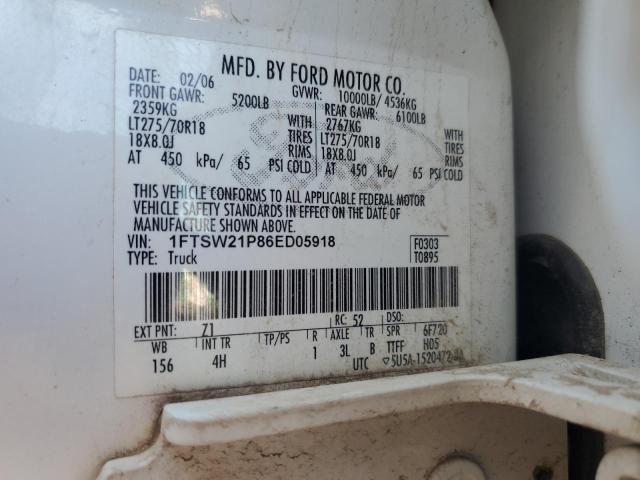 MFD. BY FORD MOTOR CO.
DATE: 02/06 GVWR: 10000LB/ 4536KG
FRONT GAWR: 5200LB REAR GAWR: 6100LB
2359KG WITH 2767KG WITH
LT275/70R18 TIRES LT275/70R18 TIRES
18X8.0J RIMS 18X8.0J RIMS
AT 450 kPa/ 65 PSI COLD AT 450 kPa/ 65 PSI COLD
THIS VEHICLE CONFORMS TO ALL APPLICABLE FEDERAL MOTOR
VEHICLE SAFETY STANDARDS IN EFFECT ON THE DATE OF
MANUFACTURE SHOWN ABOVE.
VIN: 1FTSW21P86ED05918 F0303
TYPE: Truck T0895
EXT PNT: Z1 RC: 52 DSO:
WB INT TR TP/PS R AXLE TR SPR 6F720
156 4H 1 3L B TTFF H05
UTC 5U5A-1520472